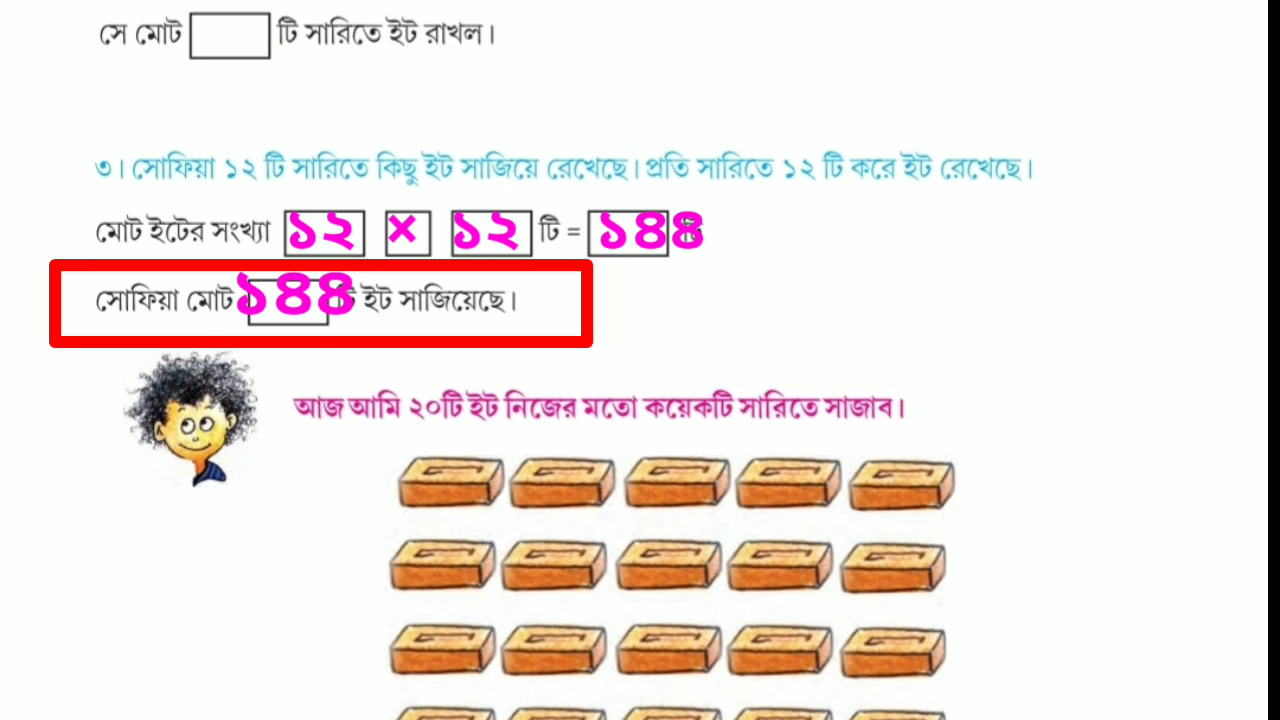 সে মোট টি সারিতে ইট রাখল।
৩। সোফিয়া ১২ টি সারিতে কিছু ইট সাজিয়ে রেখেছে। প্রতি সারিতে ১২ টি করে ইট রেখেছে।
মোট ইটের সংখ্যা ১২ × ১২ টি = ১৪৪ টি
সোফিয়া মোট ১৪৪ টি ইট সাজিয়েছে।
আজ আমি ২০টি ইট নিজের মতো কয়েকটি সারিতে সাজাব।